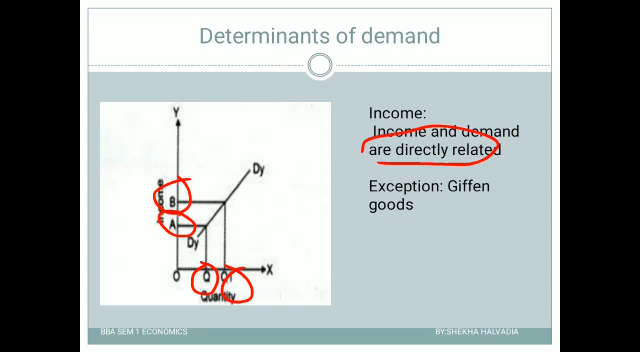 Determinants of demand
Y
Income:
Income and demand
are directly related
Exception: Giffen
goods
Dy
B
A
Dy
O
Q
X
Quantity
BBA SEM 1 ECONOMICS
BY:SHEKHA HALVADIA